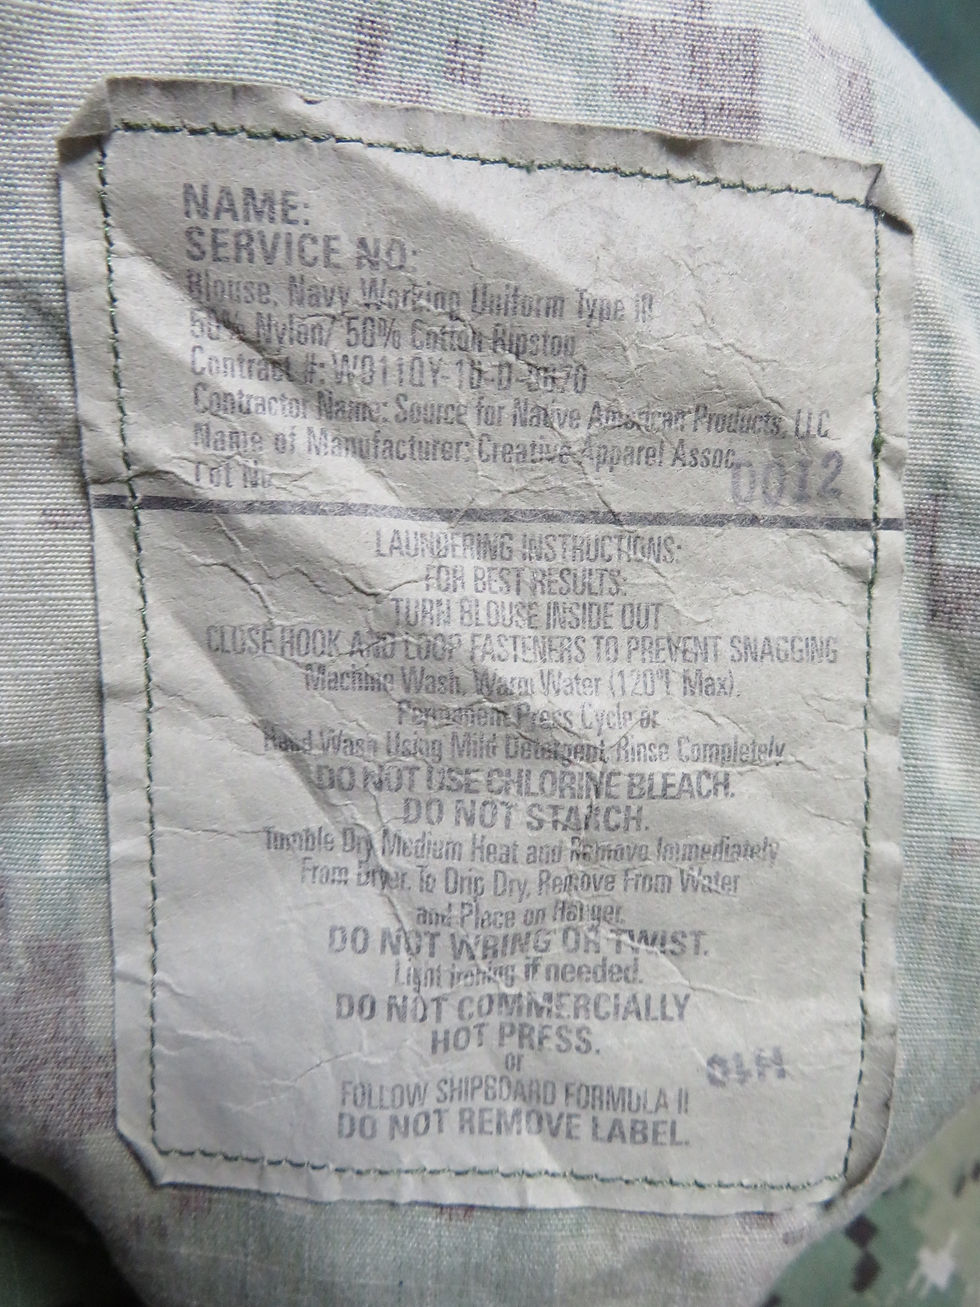 NAME:
SERVICE NO:
Blouse, Navy Working Uniform Type III
50% Nylon/ 50% Cotton Ripstop
Contract #:
Contractor Name: Source for Native American Products, LLC
Name of Manufacturer: Creative Apparel Assoc.
Lot No
0012
LAUNDERING INSTRUCTIONS:
FOR BEST RESULTS:
TURN BLOUSE INSIDE OUT
CLOSE HOOK AND LOOP FASTENERS TO PREVENT SNAGGING
Machine Wash, Warm Water (120° Max).
Permanent Press Cycle or
Hand Wash Using Mild Detergent, Rinse Completely
DO NOT USE CHLORINE BLEACH.
DO NOT STARCH.
Tumble Dry Medium Heat and Remove Immediately
From Dryer. To Drip Dry, Remove From Water
and Place on Hanger.
DO NOT WRING OR TWIST.
Light ironing if needed.
DO NOT COMMERCIALLY
HOT PRESS.
or
FOLLOW SHIPBOARD FORMULA II
DO NOT REMOVE LABEL.